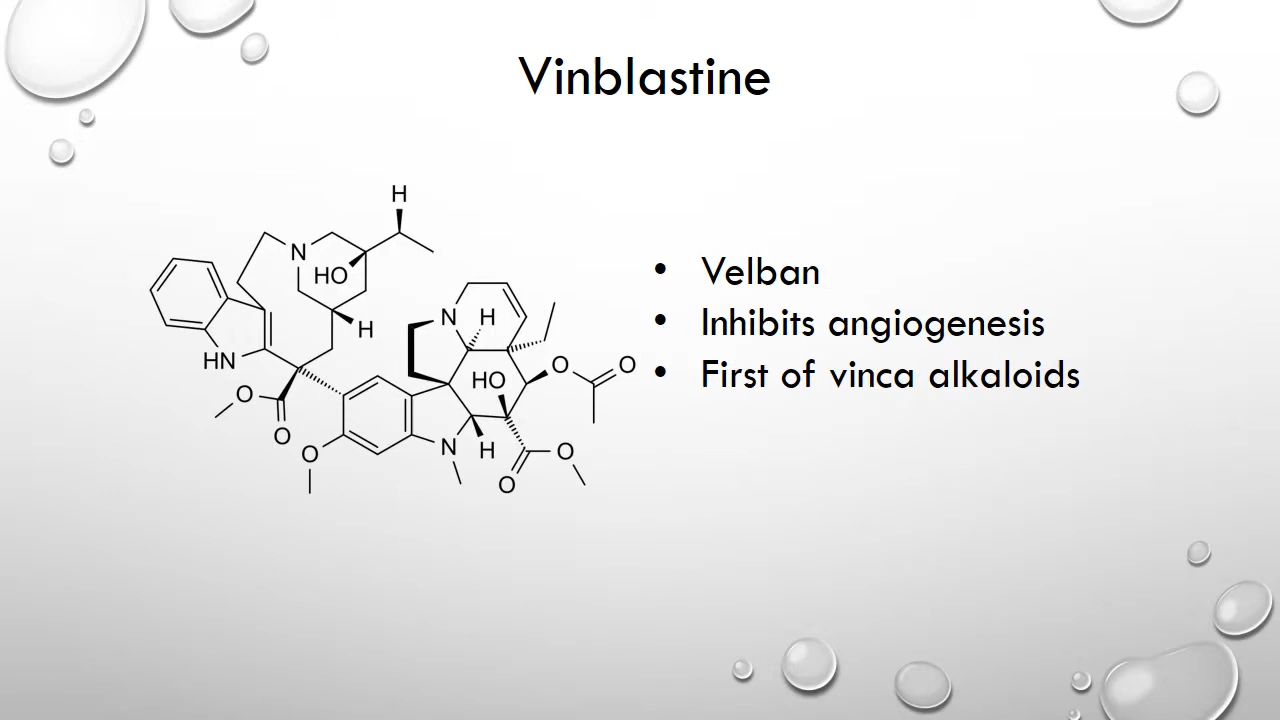 Vinblastine
H
N
HO
H
N
H
HN
O
O
HO
O
O
O
N
H
O
O
O
• Velban
• Inhibits angiogenesis
• First of vinca alkaloids